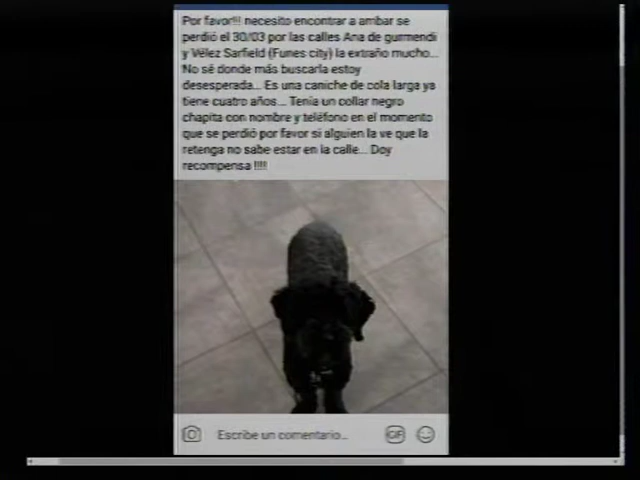 Por favor!!! necesito encontrar a ambar se
perdió el 30/03 por las calles Ana de gurmendi
y Vélez Sarfield (Funes city) la extraño mucho...
No sé donde más buscarla estoy
desesperada... Es una caniche de cola larga ya
tiene cuatro años... Tenia un collar negro
chapita con nombre y teléfono en el momento
que se perdió por favor si alguien la ve que la
retenga no sabe estar en la calle... Doy
recompensa !!!!
Escribe un comentario...
GIF